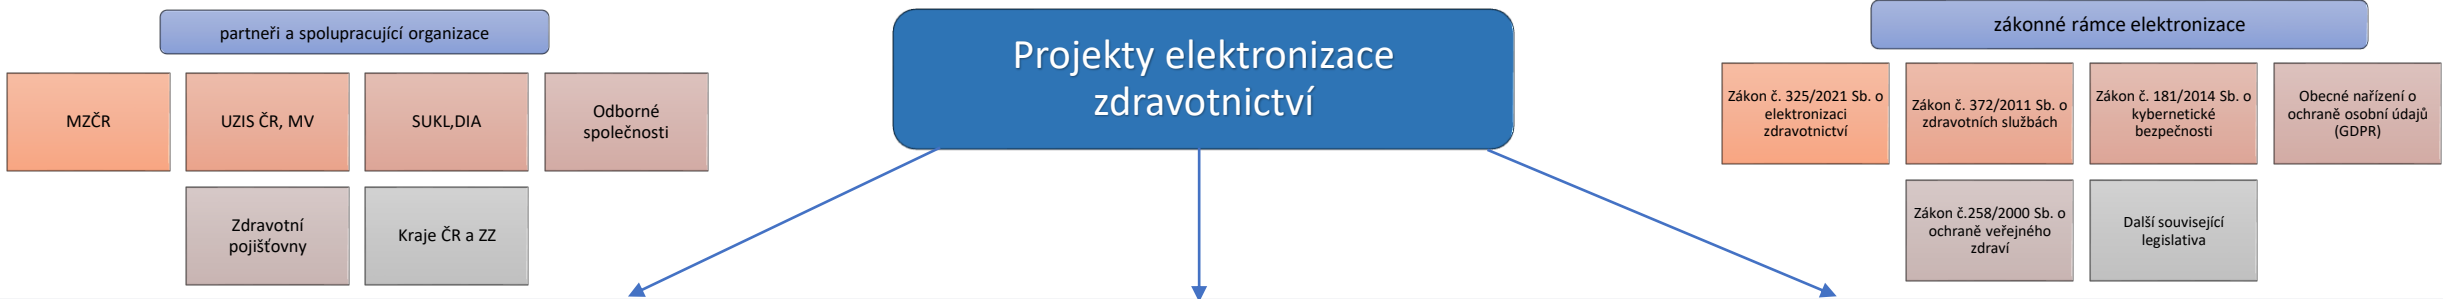 partneři a spolupracující organizace
MZČR
UZIS ČR, MV
SUKL,DIA
Odborné
společnosti
Zdravotní
pojišťovny
Kraje ČR a ZZ
Projekty elektronizace
zdravotnictví
zákonné rámce elektronizace
Zákon č. 325/2021 Sb. o
elektronizaci
zdravotnictví
Zákon č. 372/2011 Sb. o
zdravotních službách
Zákon č. 181/2014 Sb. o
kybernetické
bezpečnosti
Obecné nařízení o
ochraně osobní údajů
(GDPR)
Zákon č.258/2000 Sb. o
ochraně veřejného
zdraví
Další související
legislativa